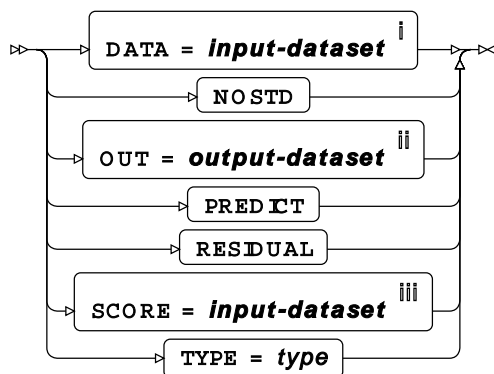 DATA = input-dataset i
NOSTD
OUT = output-dataset ii
PREDICT
RESIDUAL
SCORE = input-dataset iii
TYPE = type